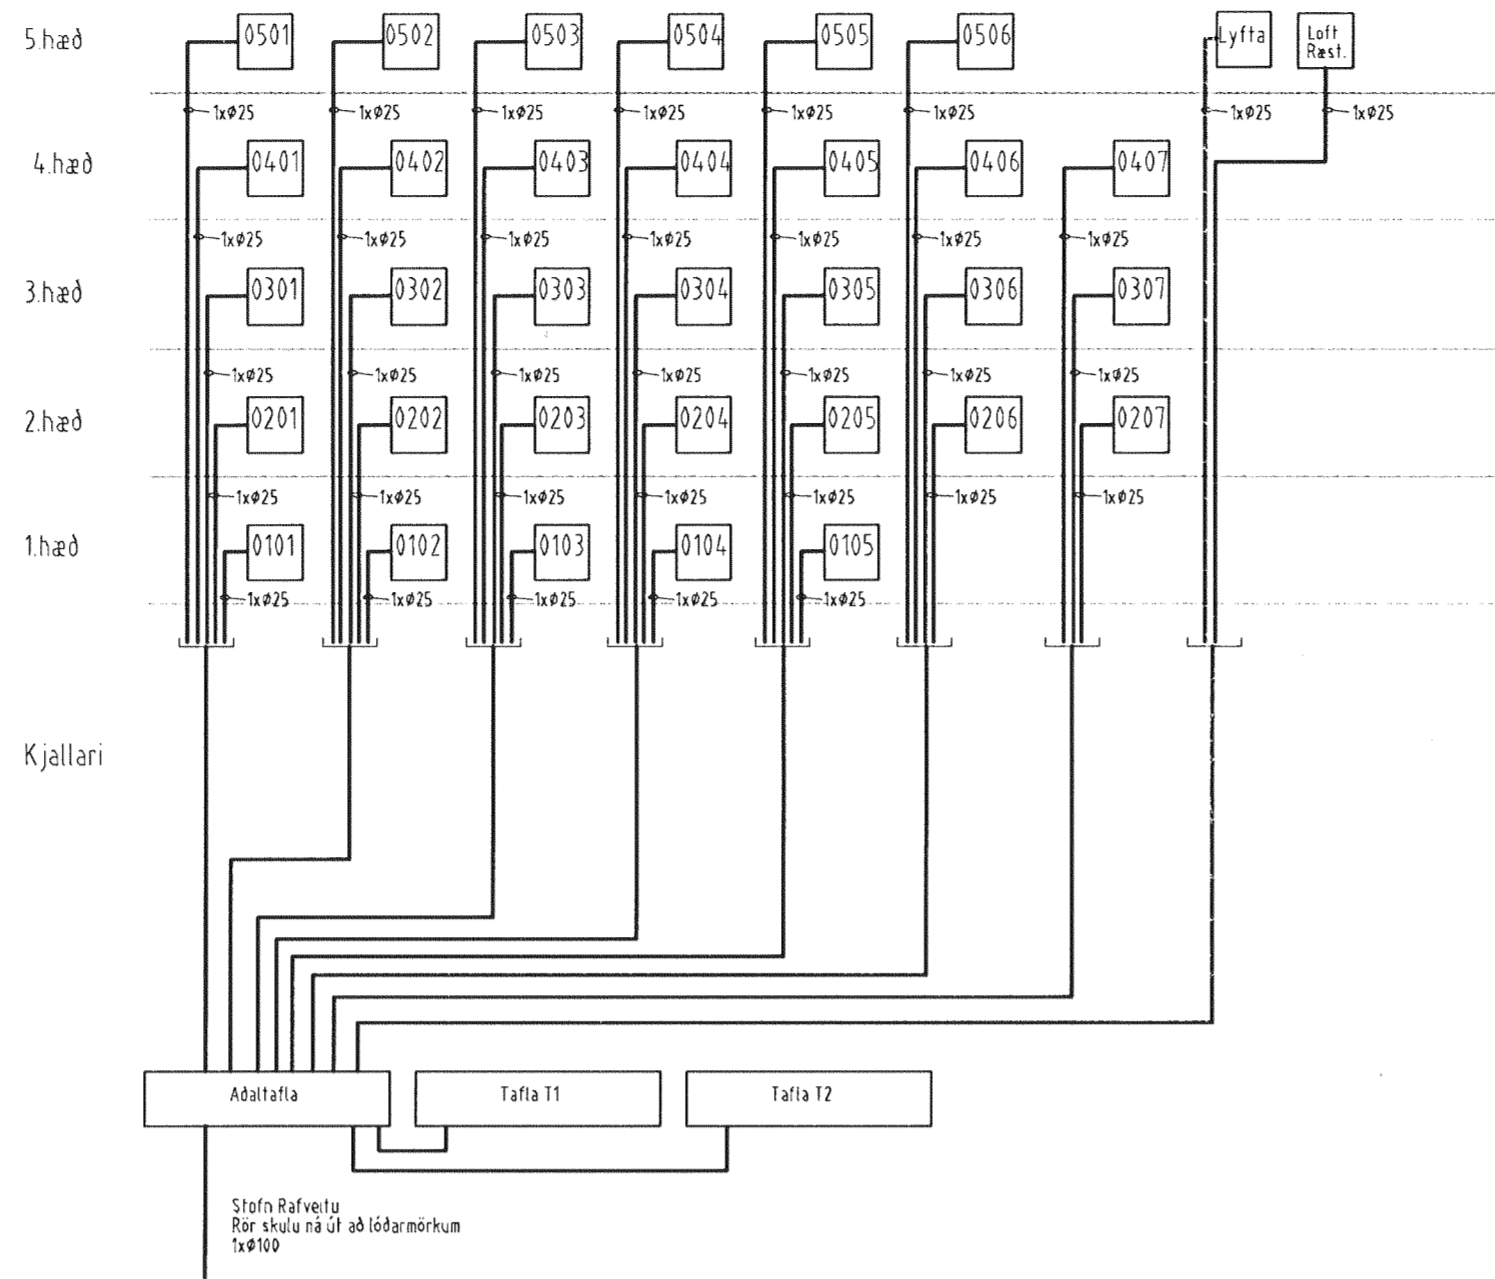 5.hæð
0501
0502
0503
0504
0505
0506
Lyfta
Loft
Ræst.
1xø25
1xø25
1xø25
1xø25
1xø25
1xø25
1xø25
1xø25
4.hæð
0401
0402
0403
0404
0405
0406
0407
1xø25
1xø25
1xø25
1xø25
1xø25
1xø25
1xø25
3.hæð
0301
0302
0303
0304
0305
0306
0307
1xø25
1xø25
1xø25
1xø25
1xø25
1xø25
1xø25
2.hæð
0201
0202
0203
0204
0205
0206
0207
1xø25
1xø25
1xø25
1xø25
1xø25
1xø25
1xø25
1.hæð
0101
0102
0103
0104
0105
1xø25
1xø25
1xø25
1xø25
1xø25
Kjallari
Aðaltafla
Tafla T1
Tafla T2
Stofn Rafveitu
Rör skulu ná út að lóðarmörkum
1xø100